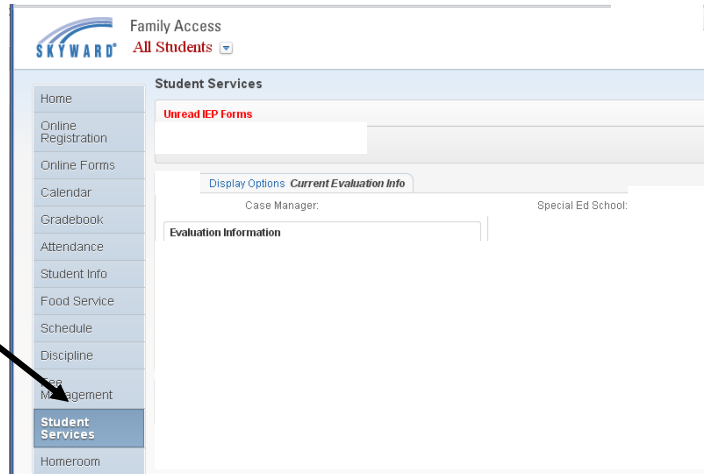 Family Access
SKYWARD®
All Students
Student Services
Home
Unread IEP Forms
Online
Registration
Online Forms
Display Options Current Evaluation Info
Calendar
Case Manager:
Special Ed School:
Gradebook
Evaluation Information
Attendance
Student Info
Food Service
Schedule
Discipline
Fee
Management
Student
Services
Homeroom